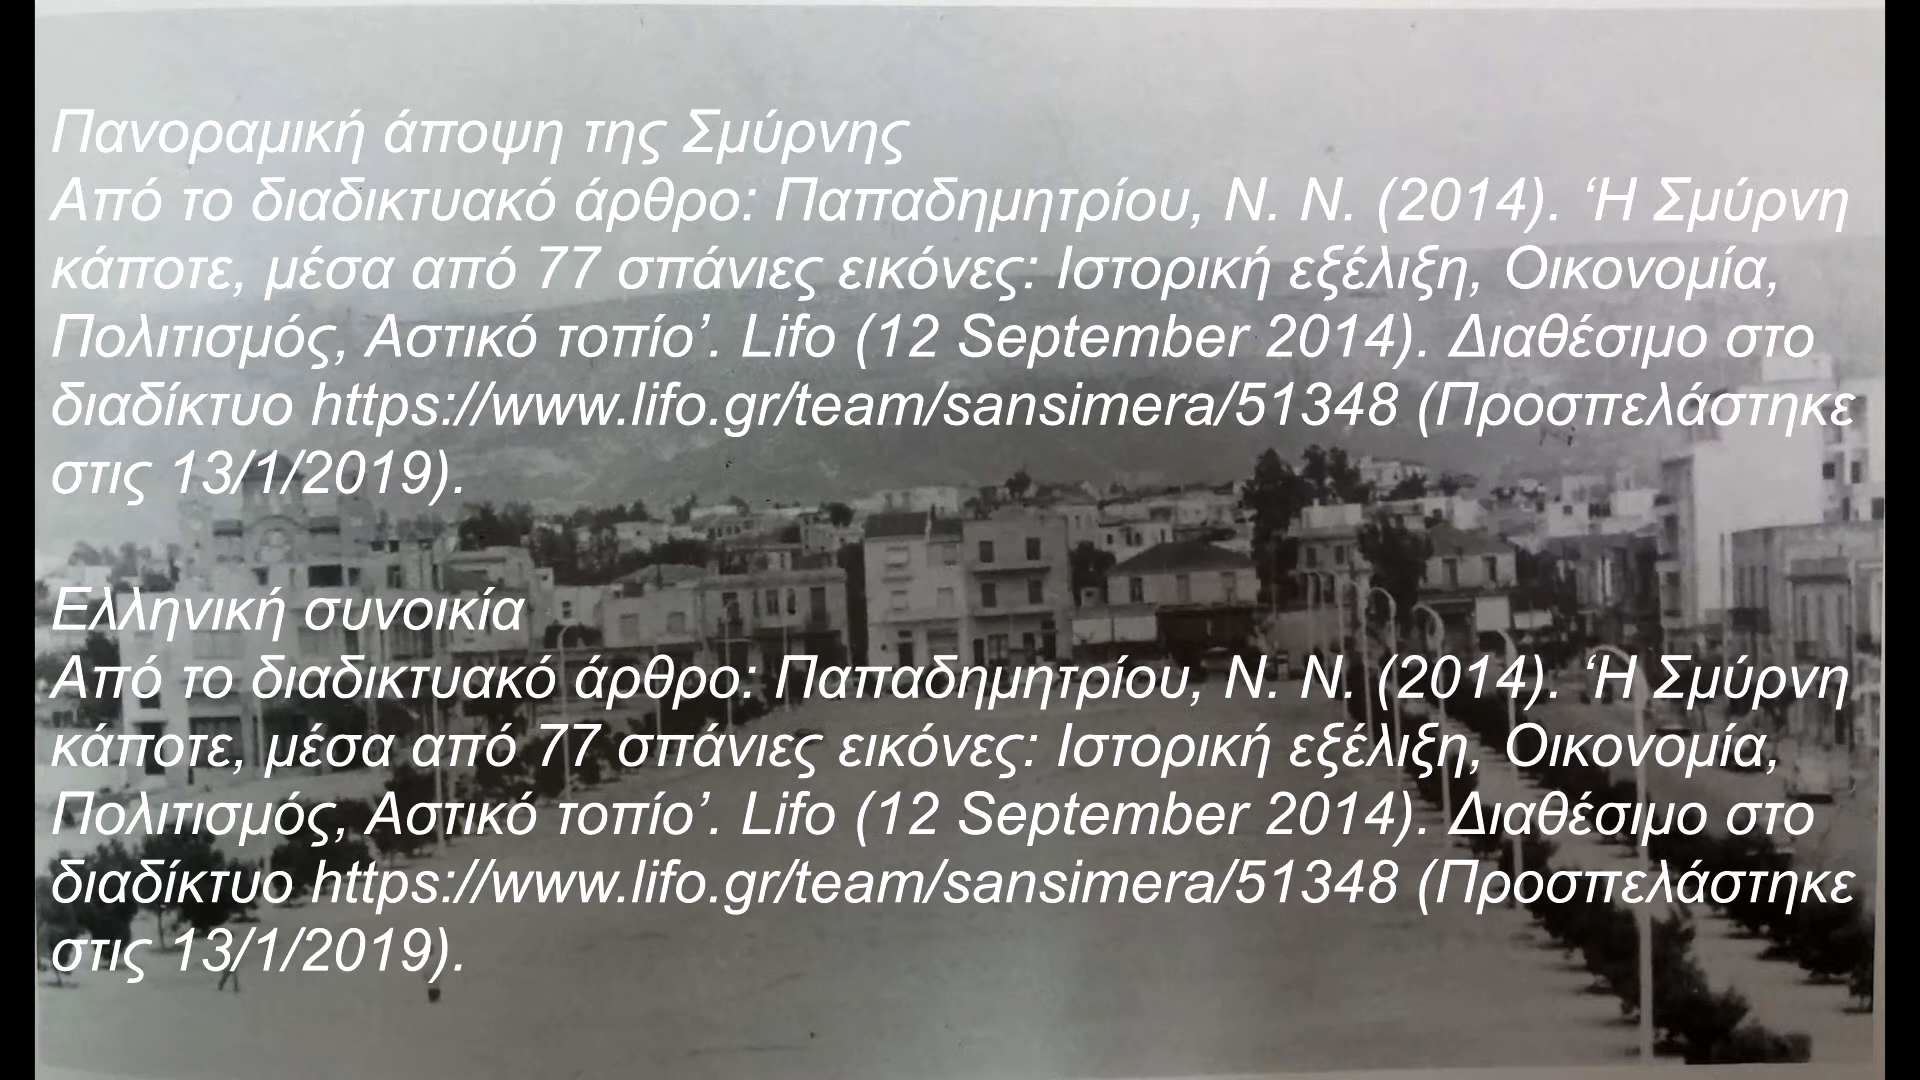 Πανοραμική άποψη της Σμύρνης
Από το διαδικτυακό άρθρο: Παπαδημητρίου, Ν. Ν. (2014). ‘Η Σμύρνη
κάποτε, μέσα από 77 σπάνιες εικόνες: Ιστορική εξέλιξη, Οικονομία,
Πολιτισμός, Αστικό τοπίο’. Lifo (12 September 2014). Διαθέσιμο στο
διαδίκτυο https://www.lifo.gr/team/sansimera/51348 (Προσπελάστηκε
στις 13/1/2019).
Ελληνική συνοικία
Από το διαδικτυακό άρθρο: Παπαδημητρίου, Ν. Ν. (2014). ‘Η Σμύρνη
κάποτε, μέσα από 77 σπάνιες εικόνες: Ιστορική εξέλιξη, Οικονομία,
Πολιτισμός, Αστικό τοπίο’. Lifo (12 September 2014). Διαθέσιμο στο
διαδίκτυο https://www.lifo.gr/team/sansimera/51348 (Προσπελάστηκε
στις 13/1/2019).